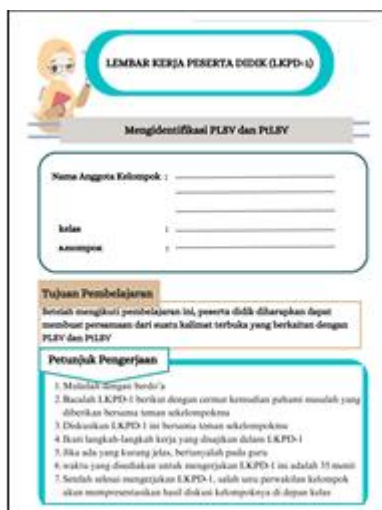 LEMBAR KERJA PESERTA DIDIK (LKPD-1)
Mengidentifikasi PLSV dan PtLSV
Nama Anggota Kelompok :
kelas :
Kelompok :
Tujuan Pembelajaran
Setelah mengikuti pembelajaran ini, peserta didik diharapkan dapat
membuat persamaan dari suatu kalimat terbuka yang berkaitan dengan
PLSV dan PtLSV
Petunjuk Pengerjaan
1. Mulailah dengan berdo'a
2. Bacalah LKPD-1 berikut dengan cermat kemudian pahami masalah yang
diberikan bersama teman sekelompokmu
3. Diskusikan LKPD-1 ini bersama teman sekelompokmu
4. Ikuti langkah-langkah kerja yang disajikan dalam LKPD-1
5. Jika ada yang kurang jelas, bertanyalah pada guru
6. waktu yang disediakan untuk mengerjakan LKPD-1 ini adalah 35 menit
7. Setelah selesai mengerjakan LKPD-1, salah satu perwakilan kelompok
akan mempresentasikan hasil diskusi kelompoknya di depan kelas